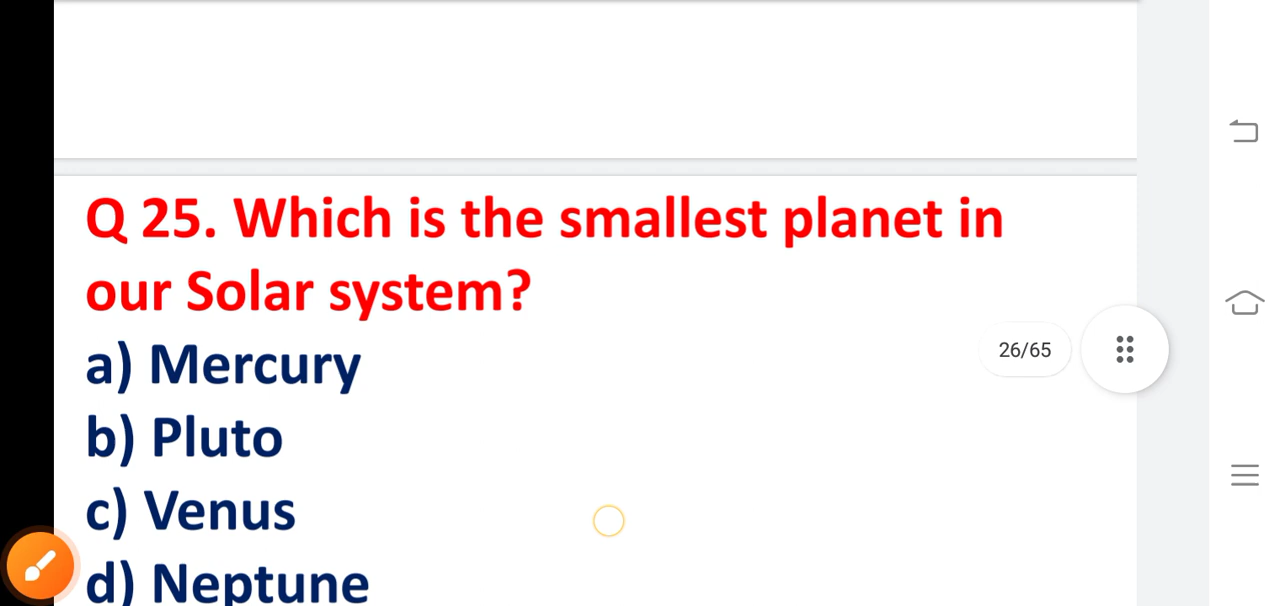 Q 25. Which is the smallest planet in
our Solar system?
a) Mercury
26/65
b) Pluto
c) Venus
d) Neptune